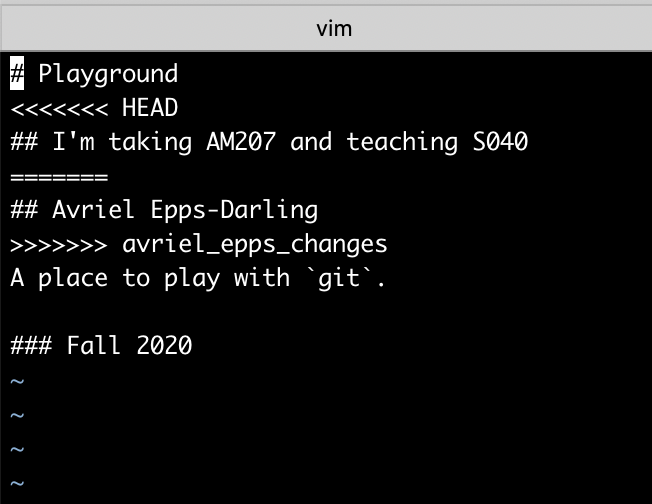 vim
# Playground
<<<<<<< HEAD
## I'm taking AM207 and teaching S040
=======
## Avriel Epps-Darling
>>>>>>> avriel_epps_changes
A place to play with `git`.

### Fall 2020
~
~
~
~